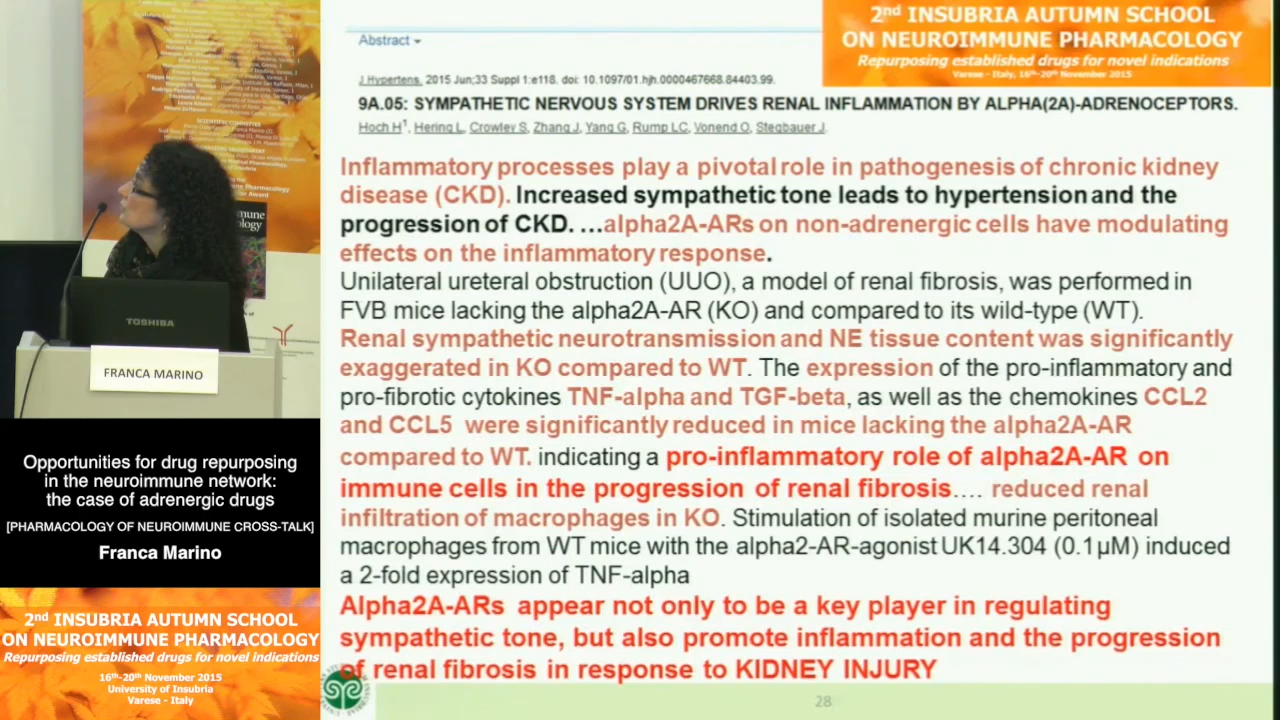 2nd INSUBRIA AUTUMN SCHOOL
ON NEUROIMMUNE PHARMACOLOGY
Repurposing established drugs for novel indications
Varese - Italy, 16th-20th November 2015
Abstract
J Hypertens. 2015 Jun;33 Suppl 1:e118. doi: 10.1097/01.hjh.0000467668.84403.99.
9A.05: SYMPATHETIC NERVOUS SYSTEM DRIVES RENAL INFLAMMATION BY ALPHA(2A)-ADRENOCEPTORS.
Hoch H1, Hering L, Crowley S, Zhang J, Yang G, Rump LC, Vonend O, Stegbauer J.
Inflammatory processes play a pivotal role in pathogenesis of chronic kidney
disease (CKD). Increased sympathetic tone leads to hypertension and the
progression of CKD. ...alpha2A-ARs on non-adrenergic cells have modulating
effects on the inflammatory response.
Unilateral ureteral obstruction (UUO), a model of renal fibrosis, was performed in
FVB mice lacking the alpha2A-AR (KO) and compared to its wild-type (WT).
Renal sympathetic neurotransmission and NE tissue content was significantly
exaggerated in KO compared to WT. The expression of the pro-inflammatory and
pro-fibrotic cytokines TNF-alpha and TGF-beta, as well as the chemokines CCL2
and CCL5 were significantly reduced in mice lacking the alpha2A-AR
compared to WT. indicating a pro-inflammatory role of alpha2A-AR on
immune cells in the progression of renal fibrosis.... reduced renal
infiltration of macrophages in KO. Stimulation of isolated murine peritoneal
macrophages from WT mice with the alpha2-AR-agonist UK14.304 (0.1µM) induced
a 2-fold expression of TNF-alpha
Alpha2A-ARs appear not only to be a key player in regulating
sympathetic tone, but also promote inflammation and the progression
of renal fibrosis in response to KIDNEY INJURY
28
TOSHIBA
FRANCA MARINO
Opportunities for drug repurposing
in the neuroimmune network:
the case of adrenergic drugs
[PHARMACOLOGY OF NEUROIMMUNE CROSS-TALK]
Franca Marino
2nd INSUBRIA AUTUMN SCHOOL
ON NEUROIMMUNE PHARMACOLOGY
Repurposing established drugs for novel indications
16th-20th November 2015
University of Insubria
Varese - Italy